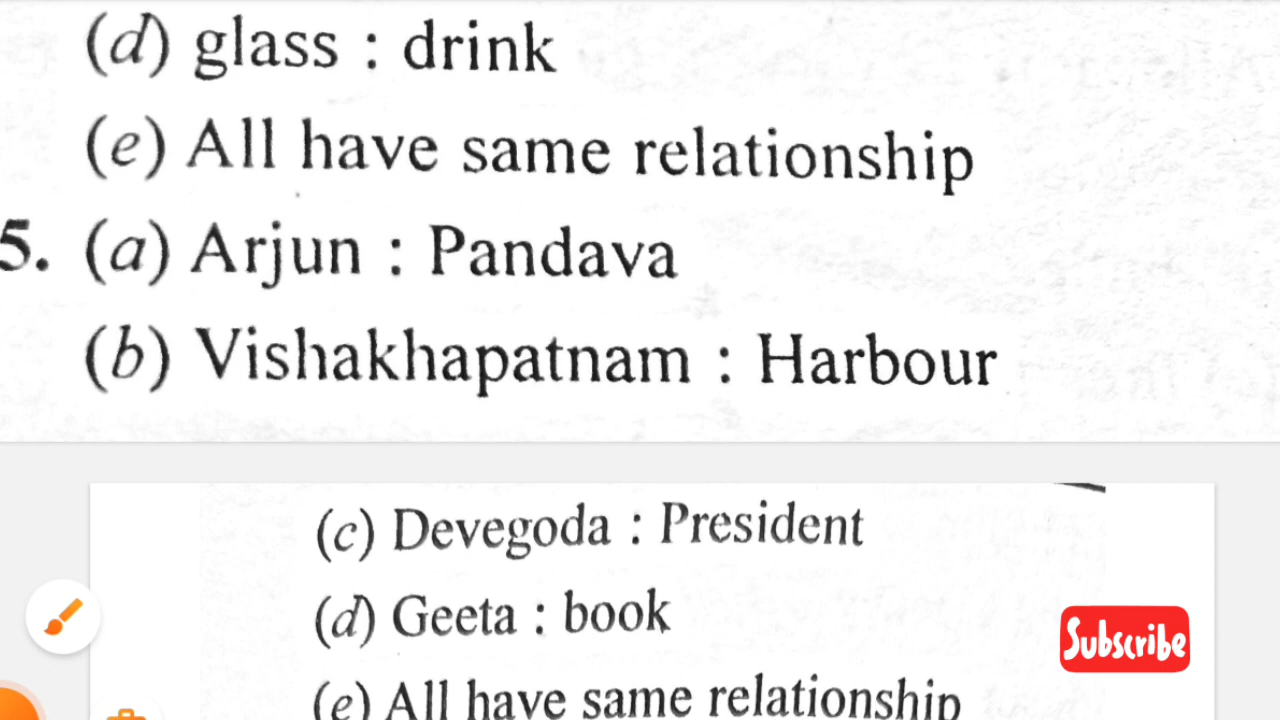 (d) glass : drink
(e) All have same relationship
5. (a) Arjun : Pandava
(b) Vishakhapatnam : Harbour
(c) Devegoda : President
(d) Geeta : book
(e) All have same relationship
Subscribe